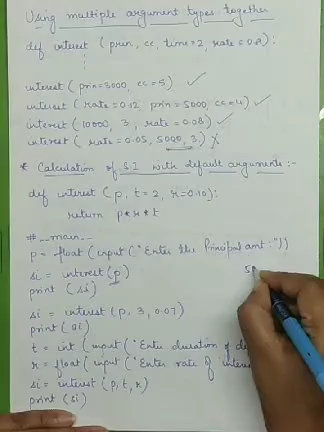 Using multiple argument types together
def interest (prin, cc, time=2, rate=0.09):
⋮
interest (prin=3000, cc=5) ✓
interest (rate=0.12, prin=5000, cc=4) ✓
interest (10000, 3, rate=0.08) ✓
interest (rate=0.05, 5000, 3) ✗
* Calculation of SI with default arguments:-
def interest (p, t=2, r=0.10):
return p*r*t
#__main__
p = float (input ("Enter the Principal amt:"))
si = interest (p)
print (si)
si = interest (p, 3, 0.07)
print (si)
t = int (input ("Enter duration of
r = float (input ("Enter rate of
si = interest (p, t, r)
print (si)